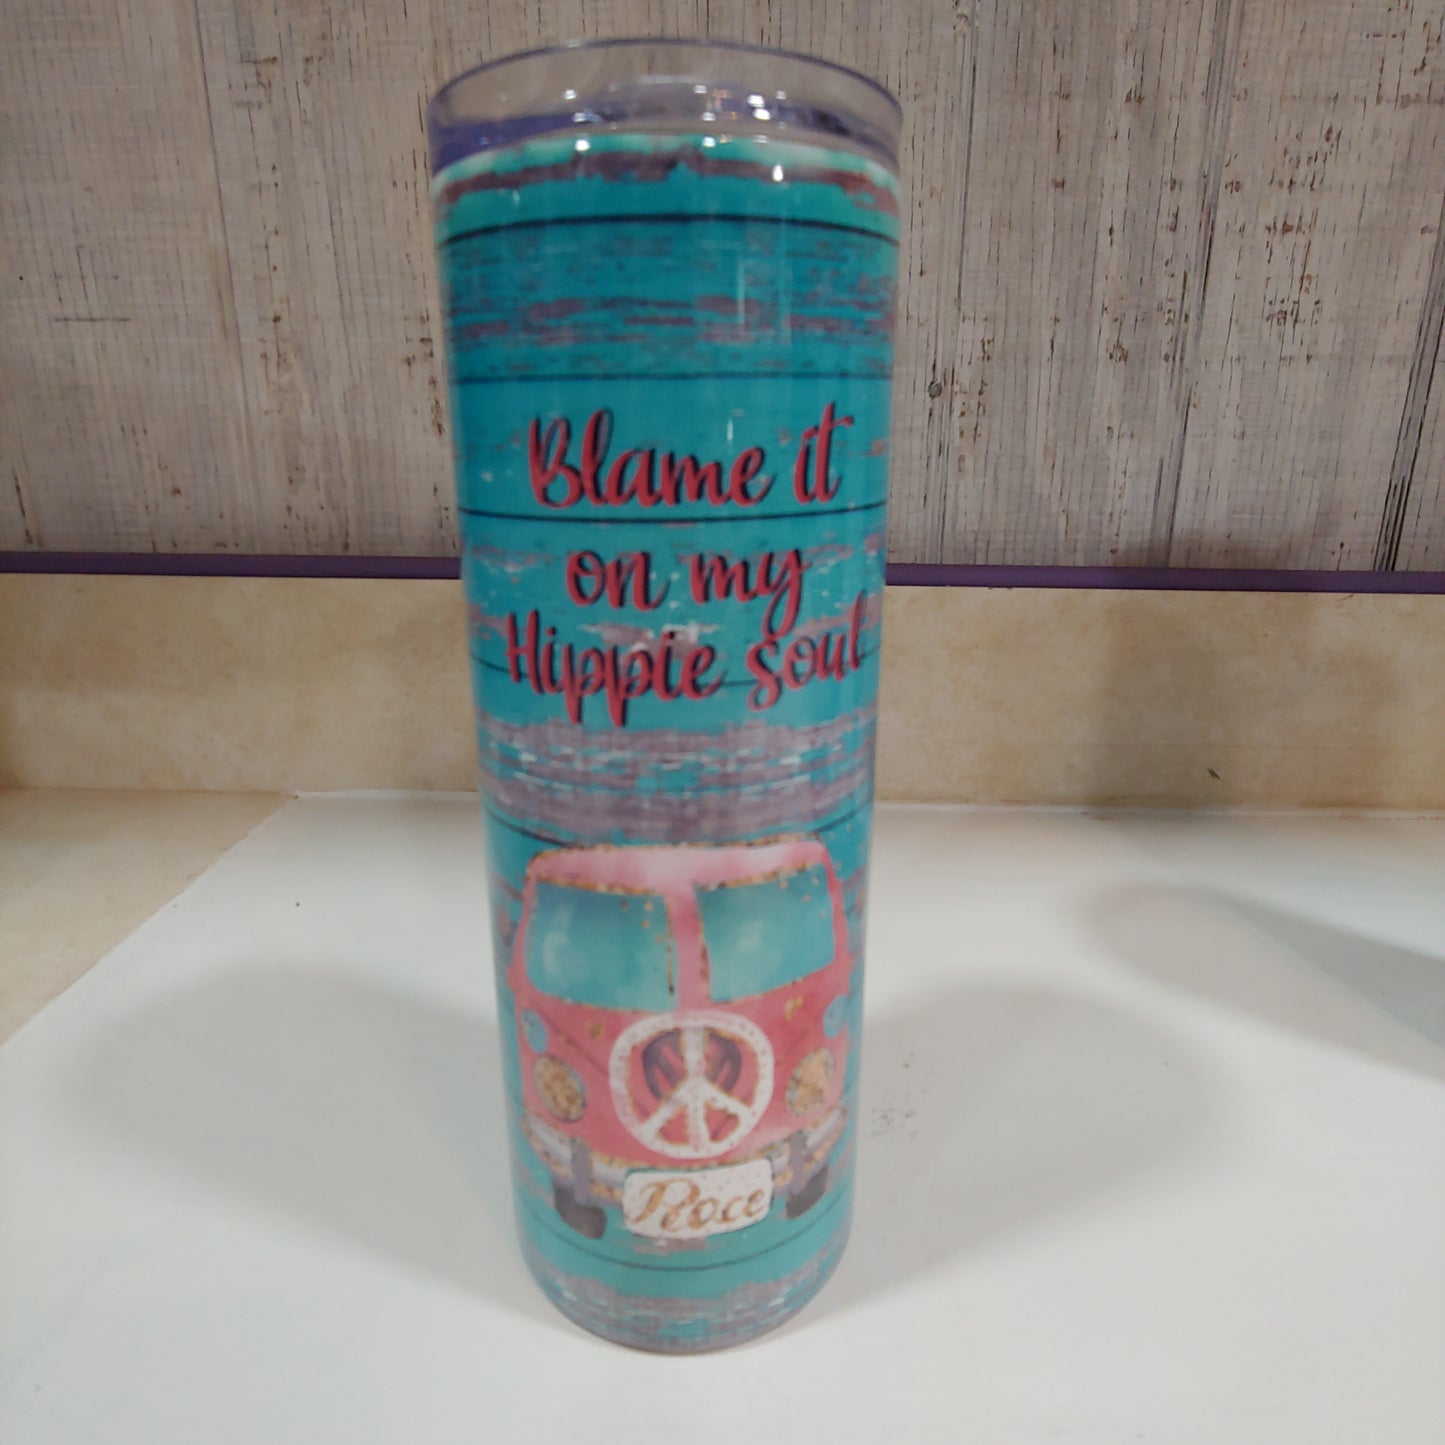 Blame it
on my
Hippie soul
Peace